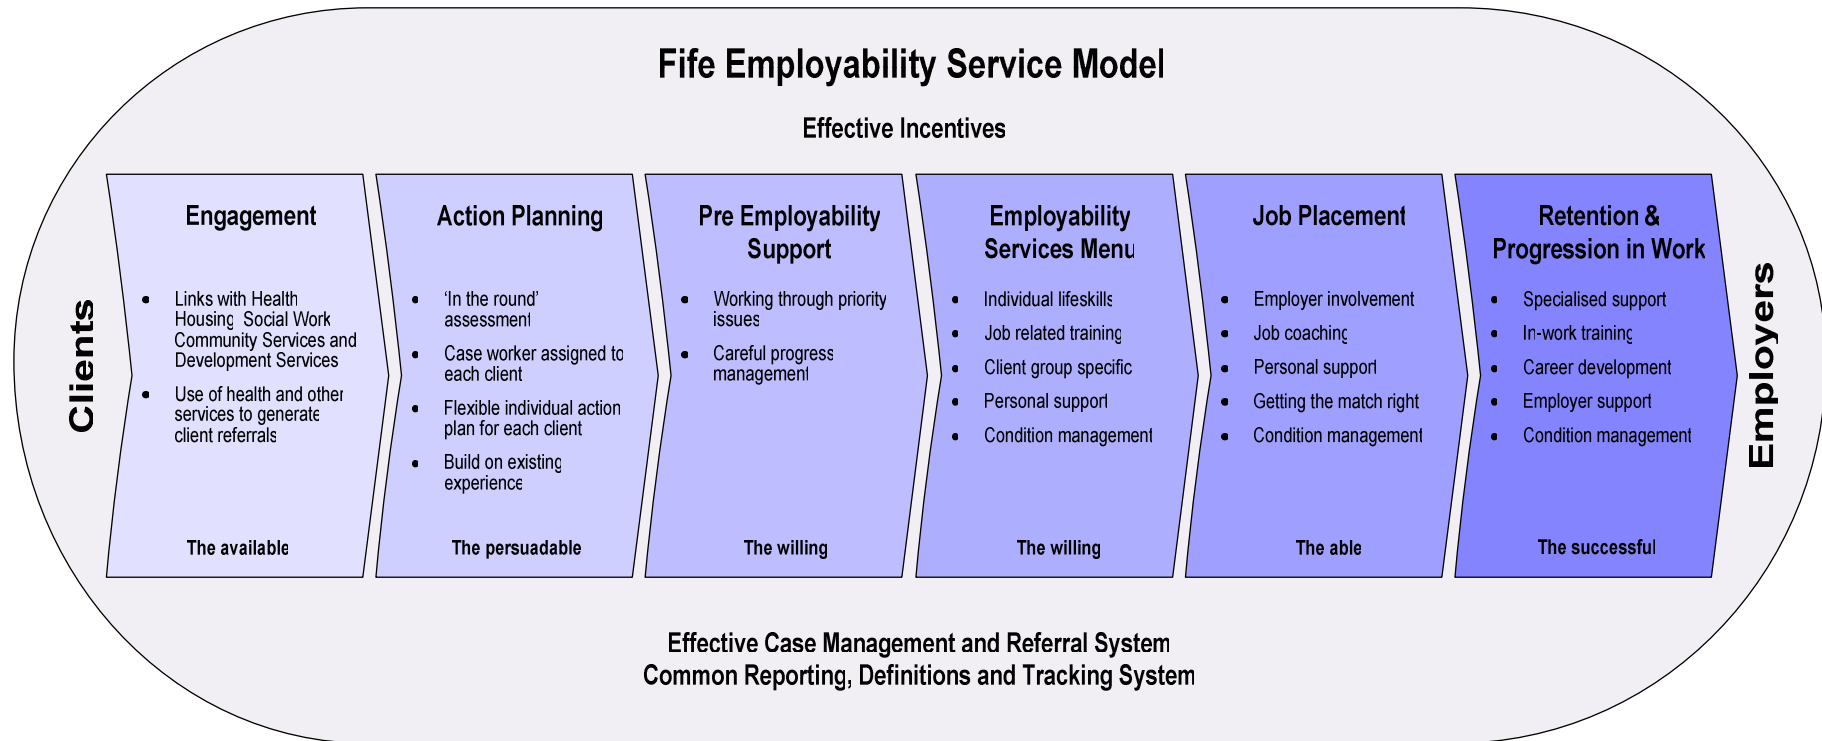 Fife Employability Service Model
Effective Incentives
Clients
Engagement
• Links with Health
Housing Social Work
Community Services and
Development Services
• Use of health and other
services to generate
client referrals
The available
Action Planning
• ‘In the round’
assessment
• Case worker assigned to
each client
• Flexible individual action
plan for each client
• Build on existing
experience
The persuadable
Pre Employability
Support
• Working through priority
issues
• Careful progress
management
The willing
Employability
Services Menu
• Individual lifeskills
• Job related training
• Client group specific
• Personal support
• Condition management
The willing
Job Placement
• Employer involvement
• Job coaching
• Personal support
• Getting the match right
• Condition management
The able
Retention &
Progression in Work
• Specialised support
• In-work training
• Career development
• Employer support
• Condition management
The successful
Employers
Effective Case Management and Referral System
Common Reporting, Definitions and Tracking System